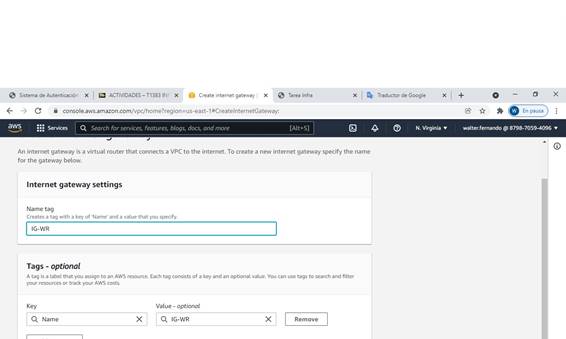 Sistema de Autenticación
ACTIVIDADES – T1383 IN
Create internet gateway |
Tarea Infra
Traductor de Google
console.aws.amazon.com/vpc/home?region=us-east-1#CreateInternetGateway:
W En pausa
aws
Services
Search for services, features, blogs, docs, and more
[Alt+S]
N. Virginia
walter.fernando @ 8798-7059-4096
An internet gateway is a virtual router that connects a VPC to the internet. To create a new internet gateway specify the name
for the gateway below.
Internet gateway settings
Name tag
Creates a tag with a key of 'Name' and a value that you specify.
IG-WR
Tags - optional
A tag is a label that you assign to an AWS resource. Each tag consists of a key and an optional value. You can use tags to search and filter
your resources or track your AWS costs.
Key
Value - optional
Name
IG-WR
Remove